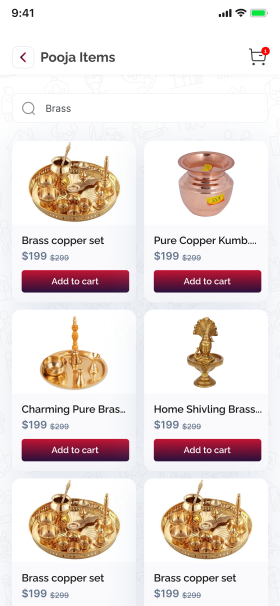 9:41
Pooja Items
1
Brass
Brass copper set
$199 $299
Add to cart
Pure Copper Kumb....
$199 $299
Add to cart
Charming Pure Bras...
$199 $299
Add to cart
Home Shivling Brass...
$199 $299
Add to cart
Brass copper set
$199 $299
Brass copper set
$199 $299